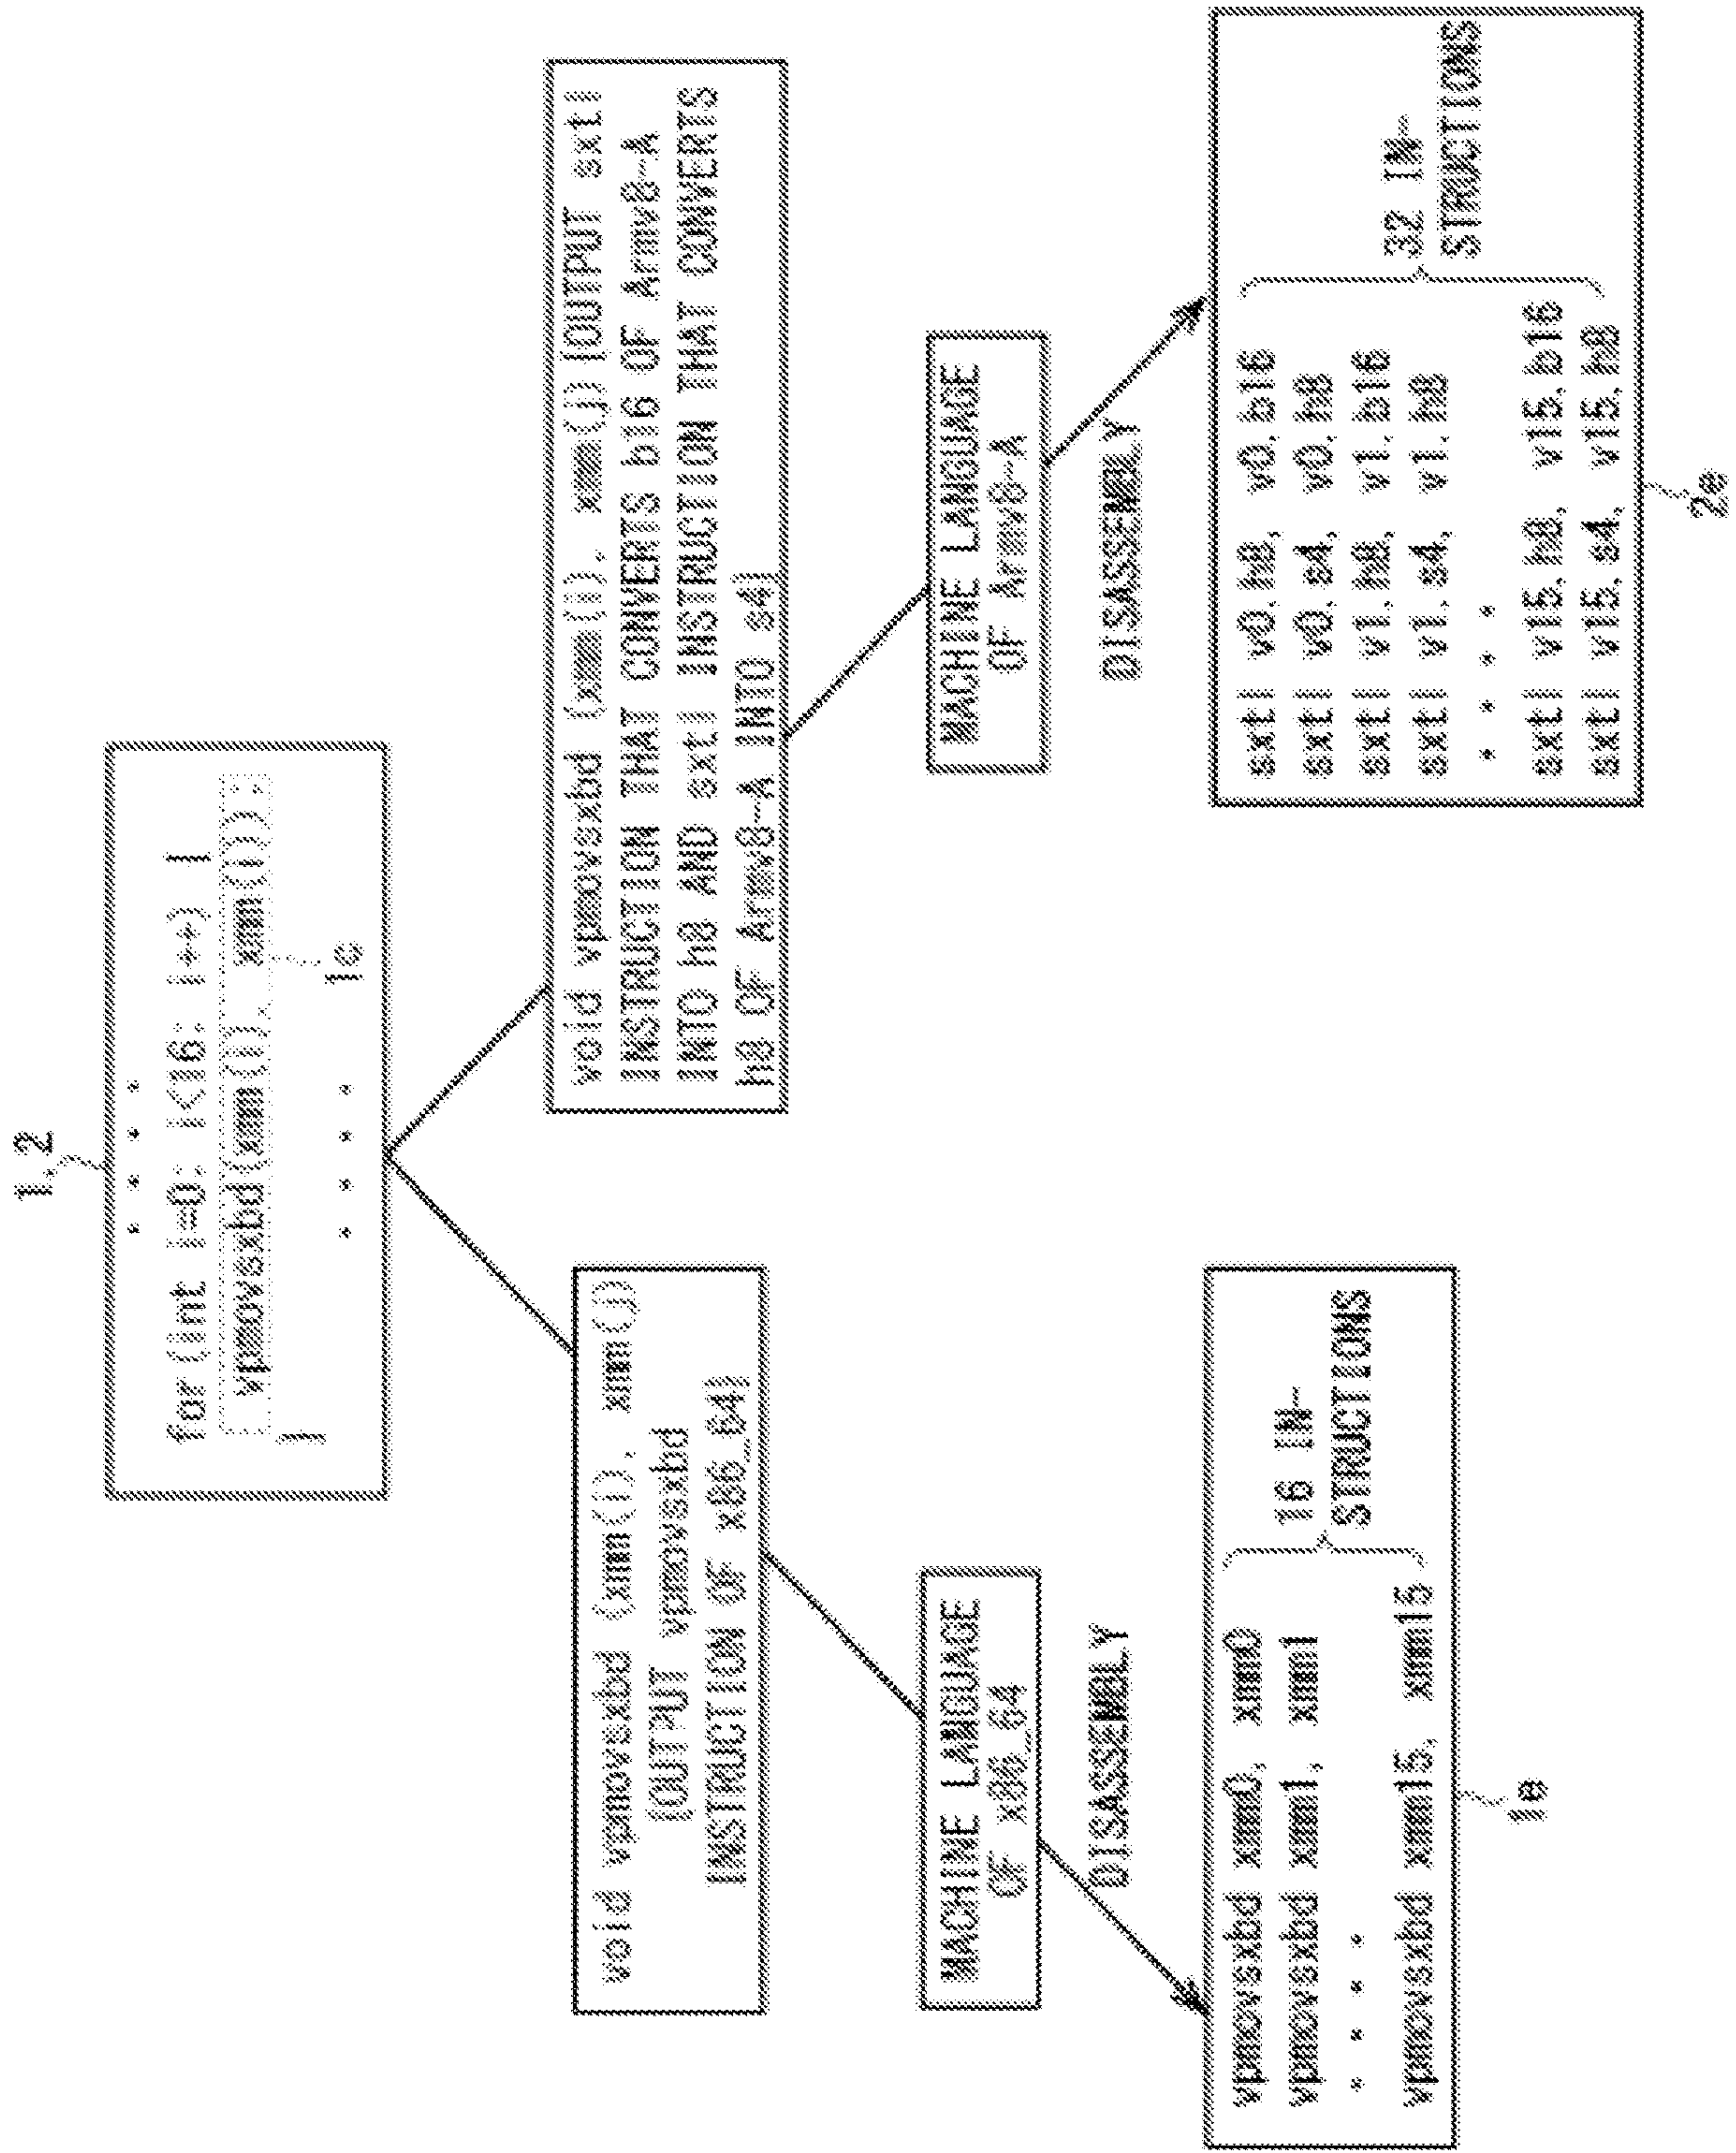 1, 2
. . . .
for (int i=0; i<16; i++) {
vpmovsxbd(xmm(i), xmm(i));
1c
}
. . . .
void vpmovsxbd (xmm(i), xmm(j))
{OUTPUT vpmovsxbd
INSTRUCTION OF x86_64}
MACHINE LANGUAGE
OF x86_64
DISASSEMBLY
vpmovsxbd xmm0, xmm0
vpmovsxbd xmm1, xmm1
. . . .
vpmovsxbd xmm15, xmm15
16 IN-
STRUCTIONS
1e
void vpmovsxbd (xmm(i), xmm(j)){OUTPUT sxtl
INSTRUCTION THAT CONVERTS b16 OF Armv8-A
INTO h8 AND sxtl INSTRUCTION THAT CONVERTS
h8 OF Armv8-A INTO s4}
MACHINE LANGUAGE
OF Armv8-A
DISASSEMBLY
sxtl v0.h8, v0.b16
sxtl v0.s4, v0.h8
sxtl v1.h8, v1.b16
sxtl v1.s4, v1.h8
. . . .
sxtl v15.h8, v15.b16
sxtl v15.s4, v15.h8
32 IN-
STRUCTIONS
2e